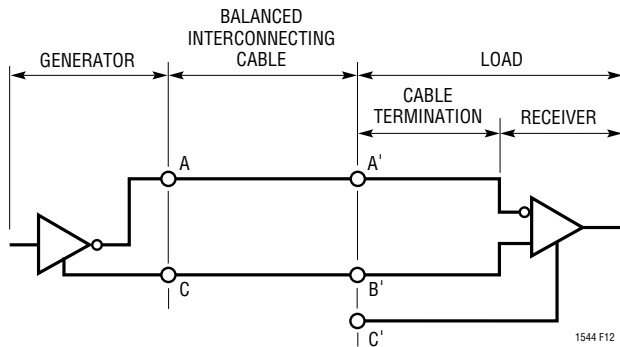 BALANCED
INTERCONNECTING
CABLE
GENERATOR
LOAD
CABLE
TERMINATION
RECEIVER
A
A'
C
B'
C'
1544 F12